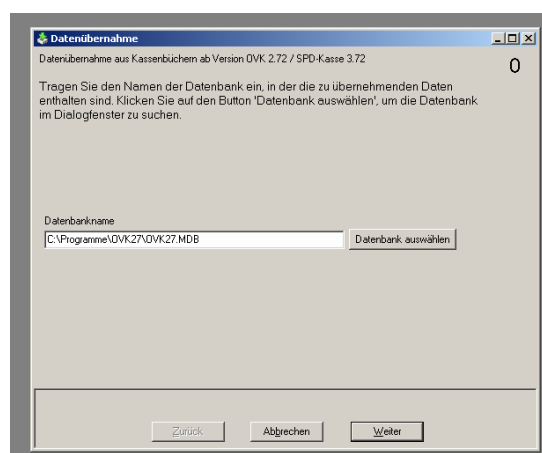 Datenübernahme
Datenübernahme aus Kassenbüchern ab Version OVK 2.72 / SPD-Kasse 3.72
0
Tragen Sie den Namen der Datenbank ein, in der die zu übernehmenden Daten
enthalten sind. Klicken Sie auf den Button 'Datenbank auswählen', um die Datenbank
im Dialogfenster zu suchen.
Datenbankname
C:\Programme\OVK27\OVK27.MDB
Datenbank auswählen
Zurück
Abbrechen
Weiter